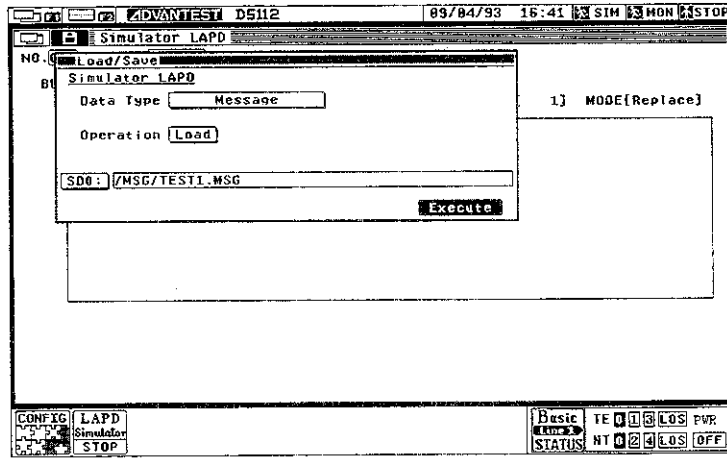 F1 F2 ADVANTEST D5112 09/04/93 16:41 SIM MON STOP
Simulator LAPD
NO.
Load/Save
Simulator LAPD
Data Type Message
1] MODE[Replace]
Operation Load
SD0: /MSG/TEST1.MSG
Execute
CONFIG
LAPD
Simulator
STOP
Basic
STATUS
TE 0 1 3 LOS PWR
NT 0 2 4 LOS OFF